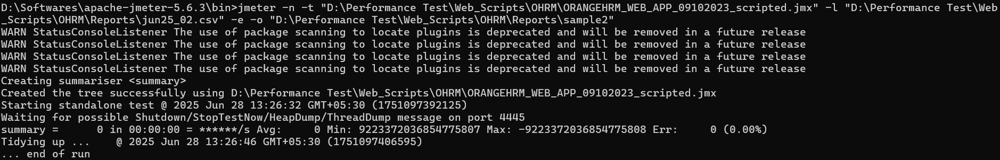 D:\Softwares\apache-jmeter-5.6.3\bin>jmeter -n -t "D:\Performance Test\Web_Scripts\OHRM\ORANGEHRM_WEB_APP_09102023_scripted.jmx" -l "D:\Performance Test\Web
_Scripts\OHRM\Reports\jun25_02.csv" -e -o "D:\Performance Test\Web_Scripts\OHRM\Reports\sample2"
WARN StatusConsoleListener The use of package scanning to locate plugins is deprecated and will be removed in a future release
WARN StatusConsoleListener The use of package scanning to locate plugins is deprecated and will be removed in a future release
WARN StatusConsoleListener The use of package scanning to locate plugins is deprecated and will be removed in a future release
WARN StatusConsoleListener The use of package scanning to locate plugins is deprecated and will be removed in a future release
Creating summariser <summary>
Created the tree successfully using D:\Performance Test\Web_Scripts\OHRM\ORANGEHRM_WEB_APP_09102023_scripted.jmx
Starting standalone test @ 2025 Jun 28 13:26:32 GMT+05:30 (1751097392125)
Waiting for possible Shutdown/StopTestNow/HeapDump/ThreadDump message on port 4445
summary =      0 in 00:00:00 = ******/s Avg:     0 Min: 9223372036854775807 Max: -9223372036854775808 Err:     0 (0.00%)
Tidying up ...    @ 2025 Jun 28 13:26:46 GMT+05:30 (1751097406595)
... end of run